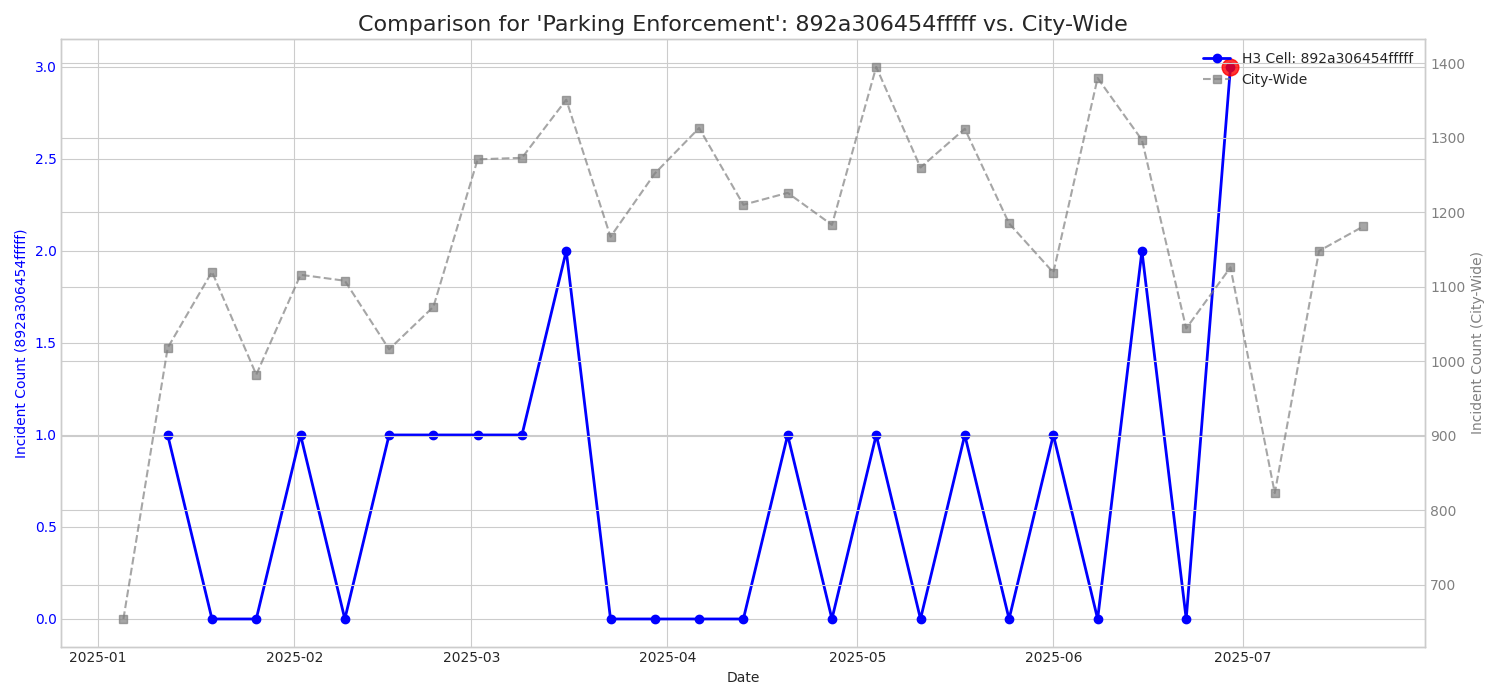 Comparison for 'Parking Enforcement': 892a306454fffff vs. City-Wide
H3 Cell: 892a306454fffff
City-Wide
Incident Count (892a306454fffff)
3.0
2.5
2.0
1.5
1.0
0.5
0.0
1400
1300
1200
1100
1000
900
800
700
Incident Count (City-Wide)
2025-01 2025-02 2025-03 2025-04 2025-05 2025-06 2025-07
Date